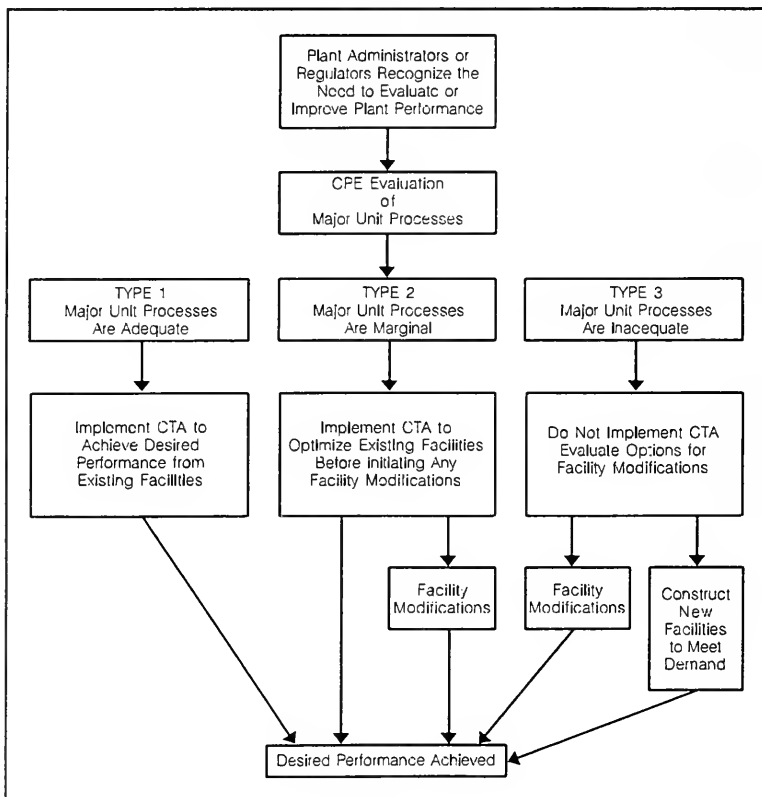 Plant Administrators or
Regulators Recognize the
Need to Evaluate or
Improve Plant Performance
CPE Evaluation
of
Major Unit Processes
TYPE 1
Major Unit Processes
Are Adequate
TYPE 2
Major Unit Processes
Are Marginal
TYPE 3
Major Unit Processes
Are Inacequate
Implement CTA to
Achieve Desired
Performance from
Existing Facilities
Implement CTA to
Optimize Existing Facilities
Before Initiating Any
Facility Modifications
Do Not Implement CTA
Evaluate Options for
Facility Modifications
Facility
Modifications
Facility
Modifications
Construct
New
Facilities
to Meet
Demand
Desired Performance Achieved